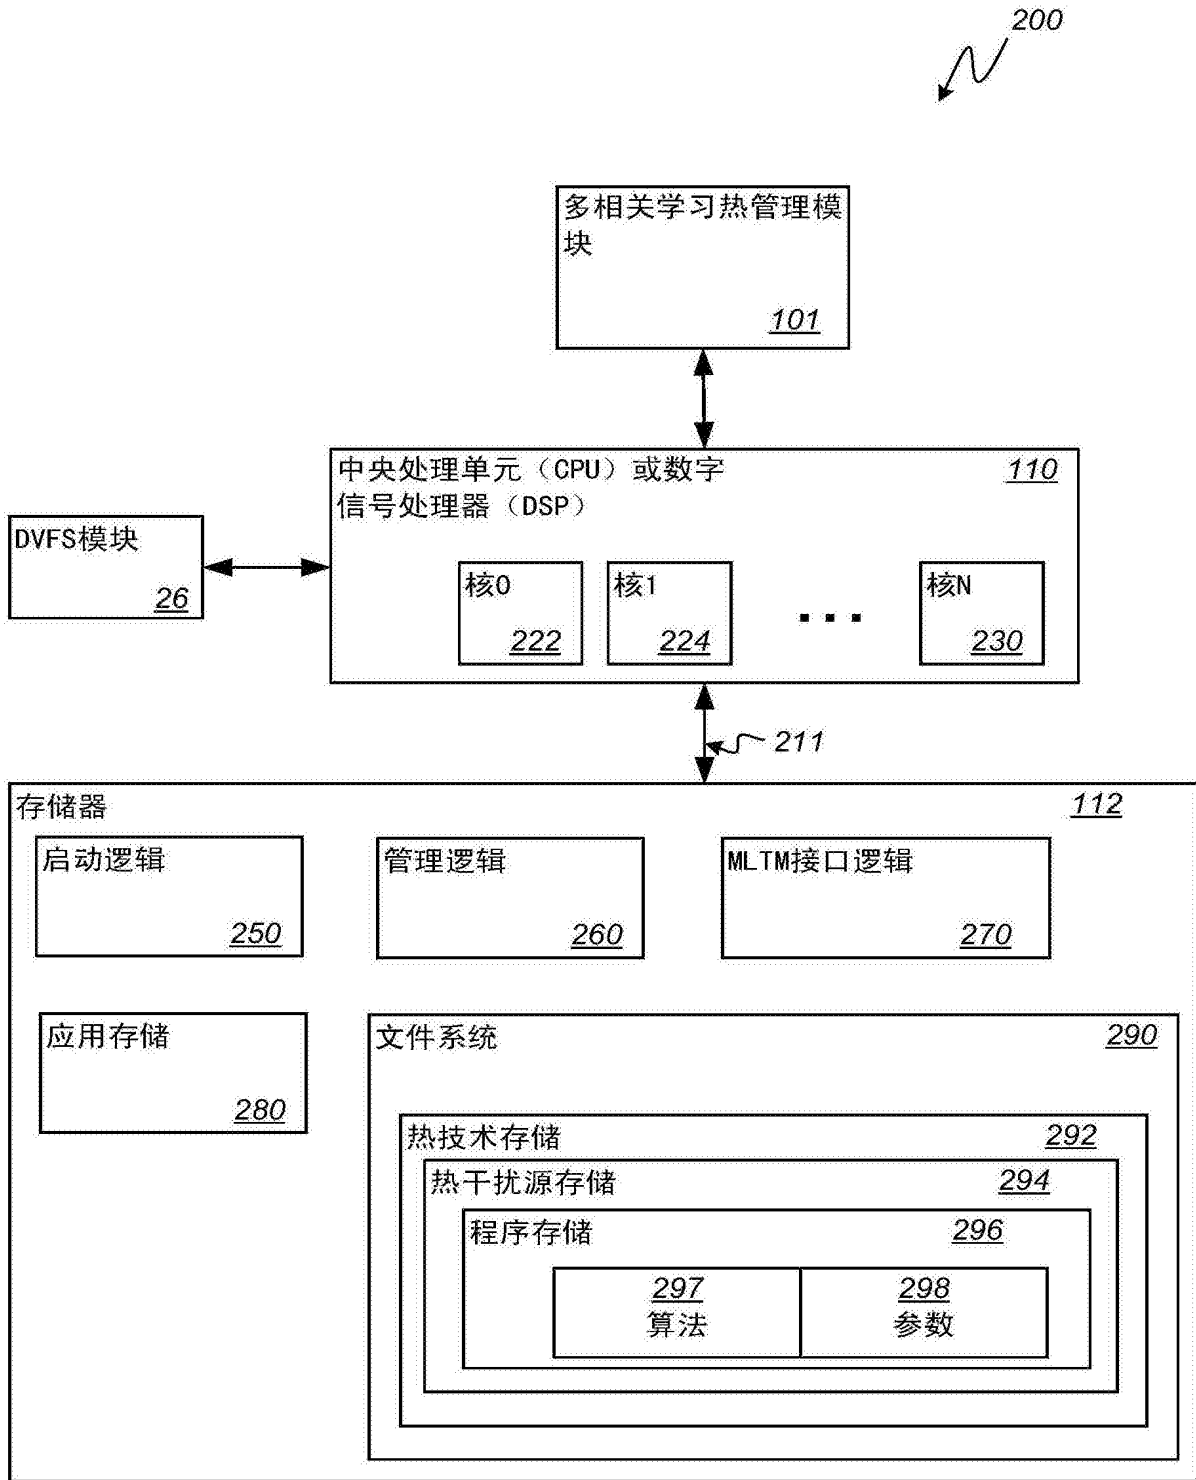 200
多相关学习热管理模
块
101
中央处理单元（CPU）或数字
信号处理器（DSP）
110
DVFS模块
26
核0
222
核1
224
...
核N
230
211
存储器
112
启动逻辑
250
管理逻辑
260
MLTM接口逻辑
270
应用存储
280
文件系统
290
热技术存储
292
热干扰源存储
294
程序存储
296
297
算法
298
参数